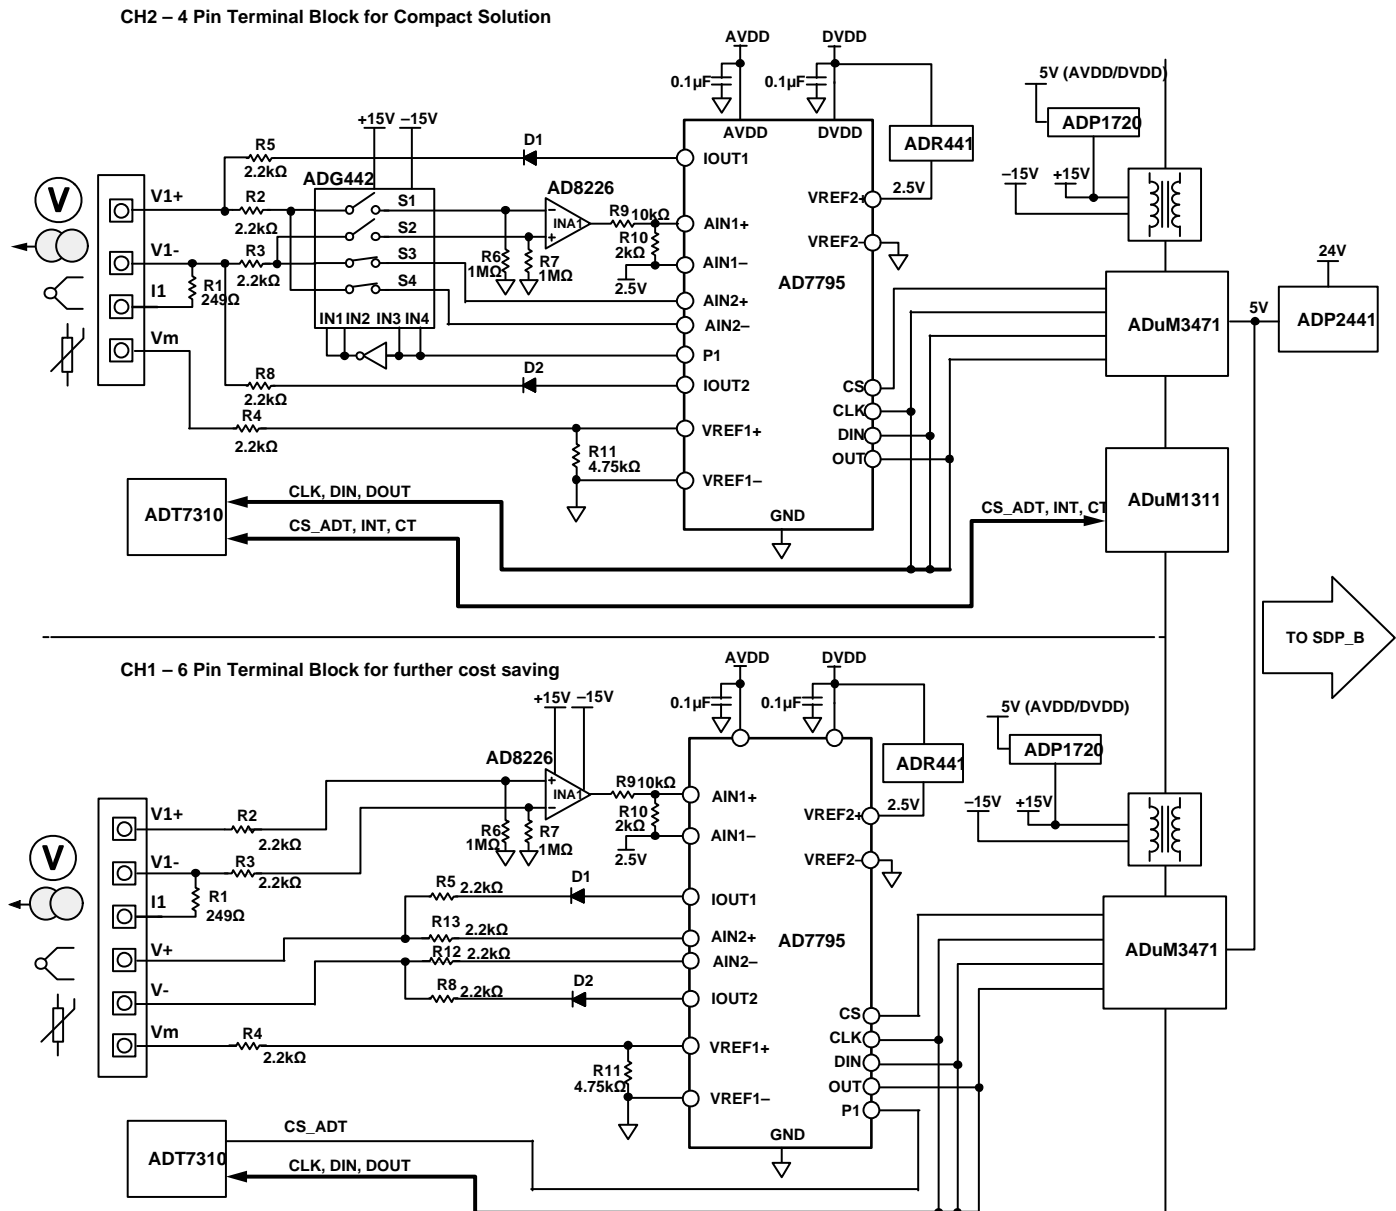 CH2 – 4 Pin Terminal Block for Compact Solution
AVDD
DVDD
0.1µF
0.1µF
5V (AVDD/DVDD)
ADP1720
+15V –15V
AVDD
DVDD
ADR441
R5
2.2kΩ
D1
IOUT1
–15V
+15V
V
V1+
R2
2.2kΩ
ADG442
S1
S2
S3
S4
IN1 IN2 IN3 IN4
AD8226
–
+
INA1
R9 10kΩ
R10
2kΩ
2.5V
R6
1MΩ
R7
1MΩ
AIN1+
AIN1–
VREF2+
2.5V
VREF2–
V1-
R3
2.2kΩ
R1
249Ω
I1
Vm
AIN2+
AIN2–
P1
AD7795
24V
ADuM3471
5V
ADP2441
R8
2.2kΩ
D2
IOUT2
CS
CLK
DIN
OUT
R4
2.2kΩ
VREF1+
R11
4.75kΩ
VREF1–
ADuM1311
ADT7310
CLK, DIN, DOUT
CS_ADT, INT, CT
GND
CS_ADT, INT, CT
TO SDP_B
CH1 – 6 Pin Terminal Block for further cost saving
AVDD
DVDD
0.1µF
0.1µF
5V (AVDD/DVDD)
ADP1720
+15V –15V
AD8226
+
–
INA1
R9 10kΩ
R10
2kΩ
2.5V
R6
1MΩ
R7
1MΩ
AIN1+
AIN1–
ADR441
VREF2+
2.5V
VREF2–
–15V
+15V
V
V1+
R2
2.2kΩ
V1-
R3
2.2kΩ
R1
249Ω
I1
V+
V-
Vm
R5 2.2kΩ
D1
IOUT1
R13 2.2kΩ
AIN2+
R12 2.2kΩ
AIN2–
R8 2.2kΩ
D2
IOUT2
AD7795
ADuM3471
R4
2.2kΩ
VREF1+
R11
4.75kΩ
VREF1–
CS
CLK
DIN
OUT
P1
GND
ADT7310
CS_ADT
CLK, DIN, DOUT